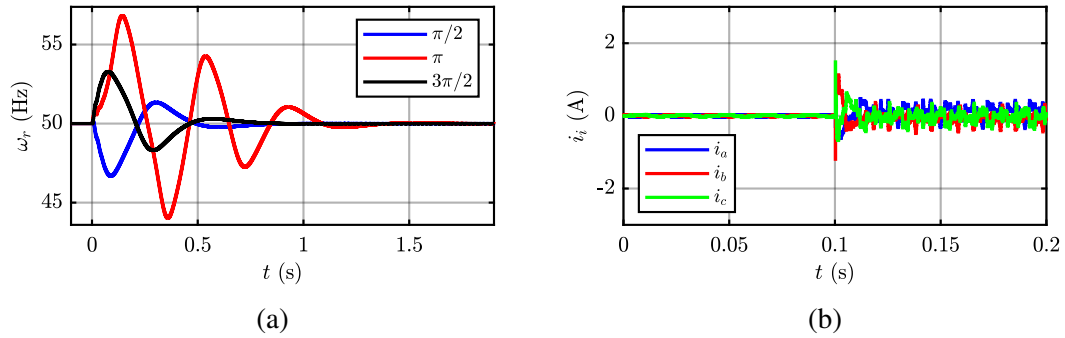 55
50
45
ω_r (Hz)
0
0.5
1
1.5
t (s)
π/2
π
3π/2
(a)
2
0
-2
i_i (A)
0
0.05
0.1
0.15
0.2
t (s)
i_a
i_b
i_c
(b)